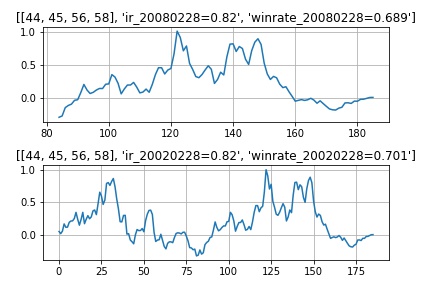 [[44, 45, 56, 58], 'ir_20080228=0.82', 'winrate_20080228=0.689']
1.0
0.5
0.0
80 100 120 140 160 180
[[44, 45, 56, 58], 'ir_20020228=0.82', 'winrate_20020228=0.701']
1.0
0.5
0.0
0 25 50 75 100 125 150 175